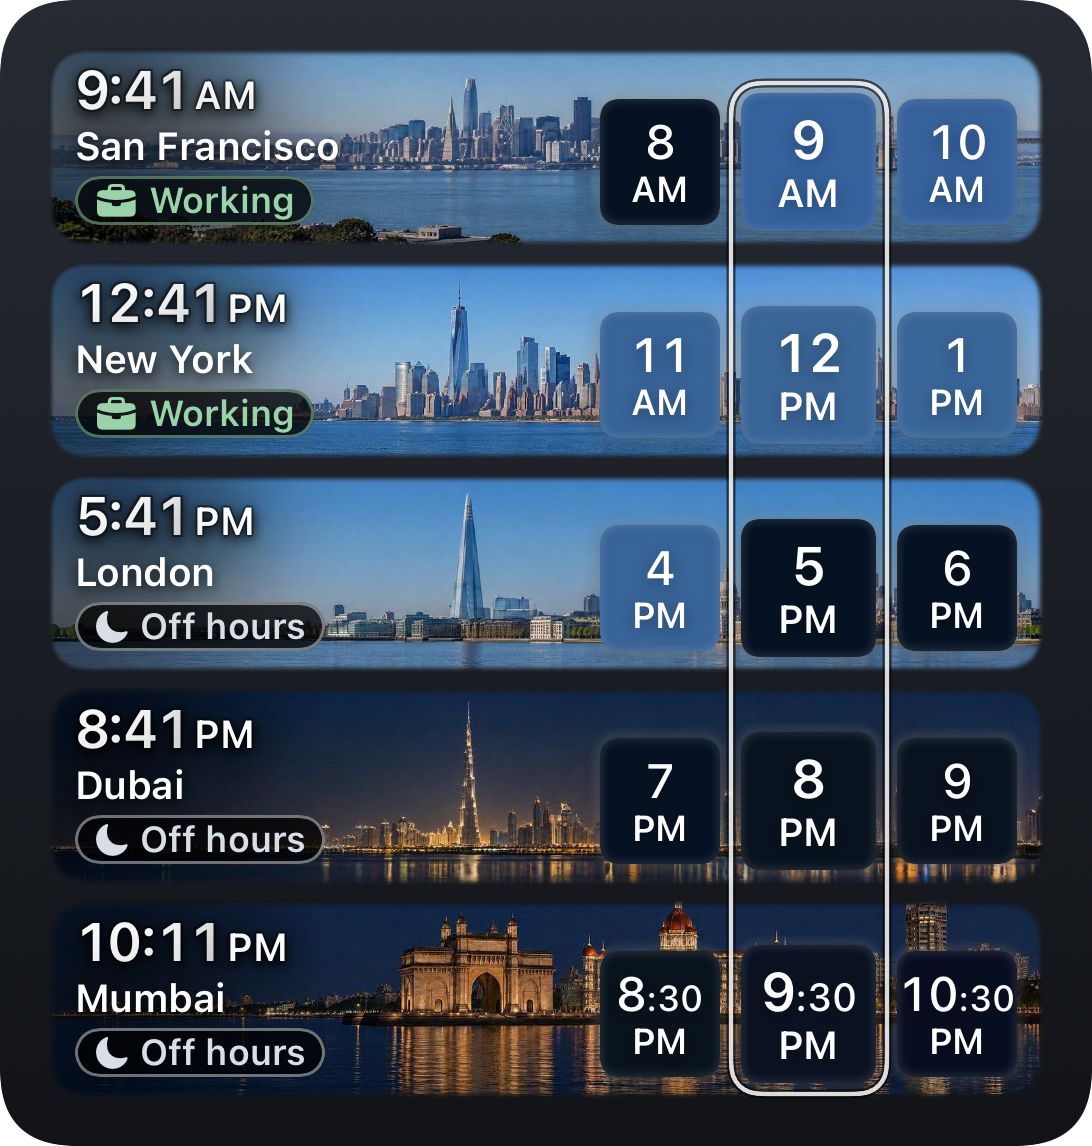 9:41 AM
San Francisco
Working
8 AM
9 AM
10 AM
12:41 PM
New York
Working
11 AM
12 PM
1 PM
5:41 PM
London
Off hours
4 PM
5 PM
6 PM
8:41 PM
Dubai
Off hours
7 PM
8 PM
9 PM
10:11 PM
Mumbai
Off hours
8:30 PM
9:30 PM
10:30 PM